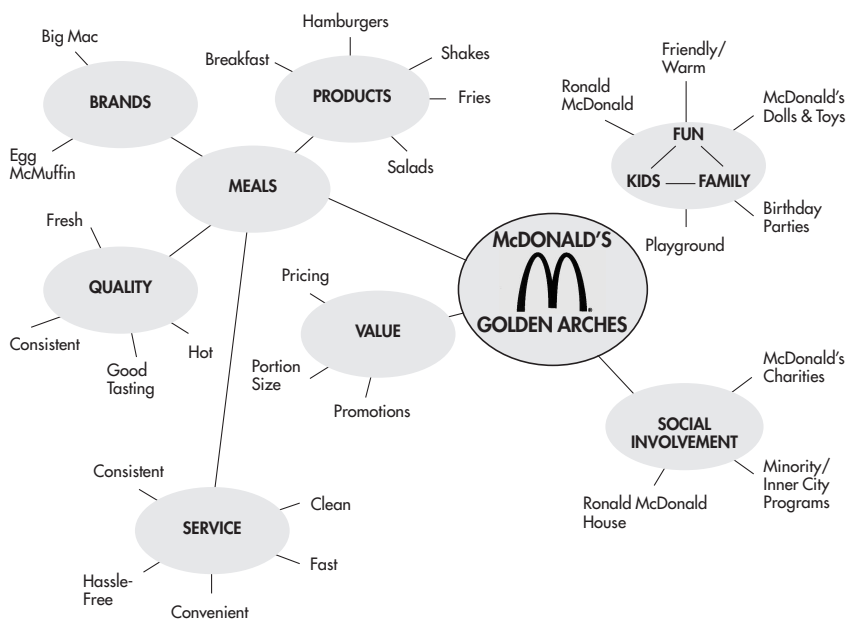 Hamburgers
Big Mac
Breakfast
Shakes
BRANDS
PRODUCTS
Fries
Egg
McMuffin
Salads
MEALS
Friendly/
Warm
Ronald
McDonald
McDonald's
Dolls & Toys
FUN
KIDS
FAMILY
Birthday
Parties
Playground
Fresh
QUALITY
Consistent
Good
Tasting
Hot
McDONALD'S
GOLDEN ARCHES
Pricing
VALUE
Portion
Size
Promotions
McDonald's
Charities
SOCIAL
INVOLVEMENT
Minority/
Inner City
Programs
Ronald McDonald
House
Consistent
Clean
SERVICE
Fast
Hassle-
Free
Convenient